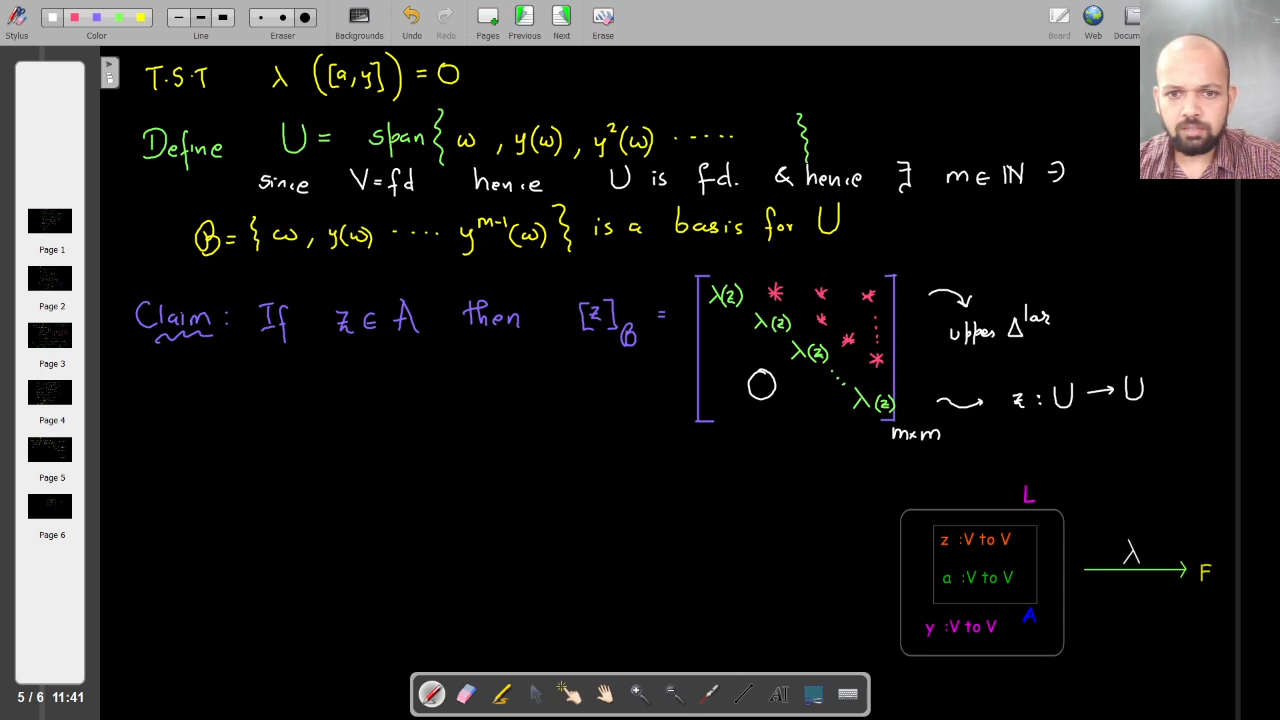 Stylus Color Line Eraser Backgrounds Undo Redo Pages Previous Next Erase Board Web
T.S.T λ ([a,y]) = 0
Define U = span{ ω , y(ω) , y²(ω) ..... }
since V=fd hence U is fd. & hence ∃ m ∈ ℕ ⇒
B = { ω , y(ω) .... y^{m-1}(ω) } is a basis for U
Claim : If z ∈ A then [z]_B =
λ(z) * * *
λ(z) * ⋮
λ(z) * *
⋱
O λ(z)
m×m
upper Δ^{lar}
z : U → U
L
z :V to V
a :V to V
A
y :V to V
λ
F
Page 1
Page 2
Page 3
Page 4
Page 5
Page 6
5 / 6 11:41